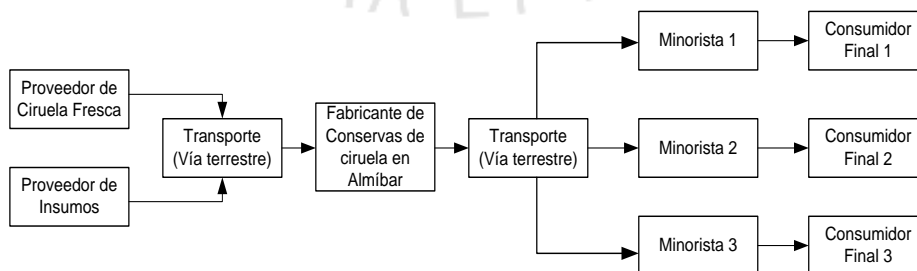 Proveedor de
Ciruela Fresca
Proveedor de
Insumos
Transporte
(Vía terrestre)
Fabricante de
Conservas de
ciruela en
Almíbar
Transporte
(Vía terrestre)
Minorista 1
Consumidor
Final 1
Minorista 2
Consumidor
Final 2
Minorista 3
Consumidor
Final 3